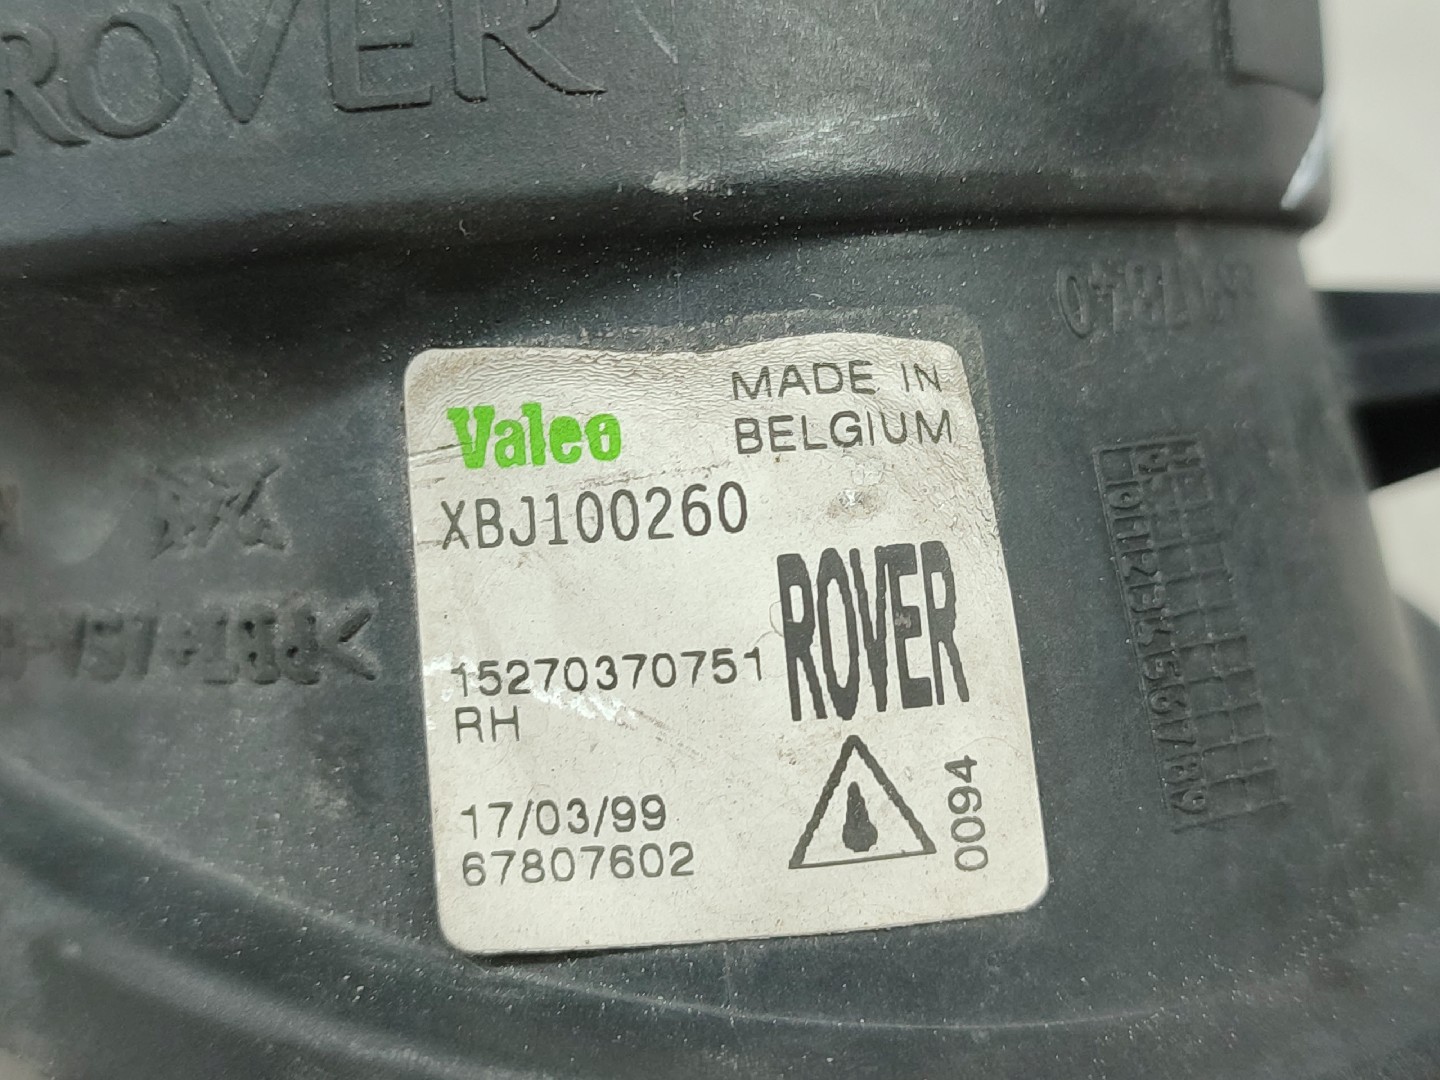 ROVER
Valeo
MADE IN
BELGIUM
XBJ100260
ROVER
15270370751
RH
17/03/99
67807602
0094